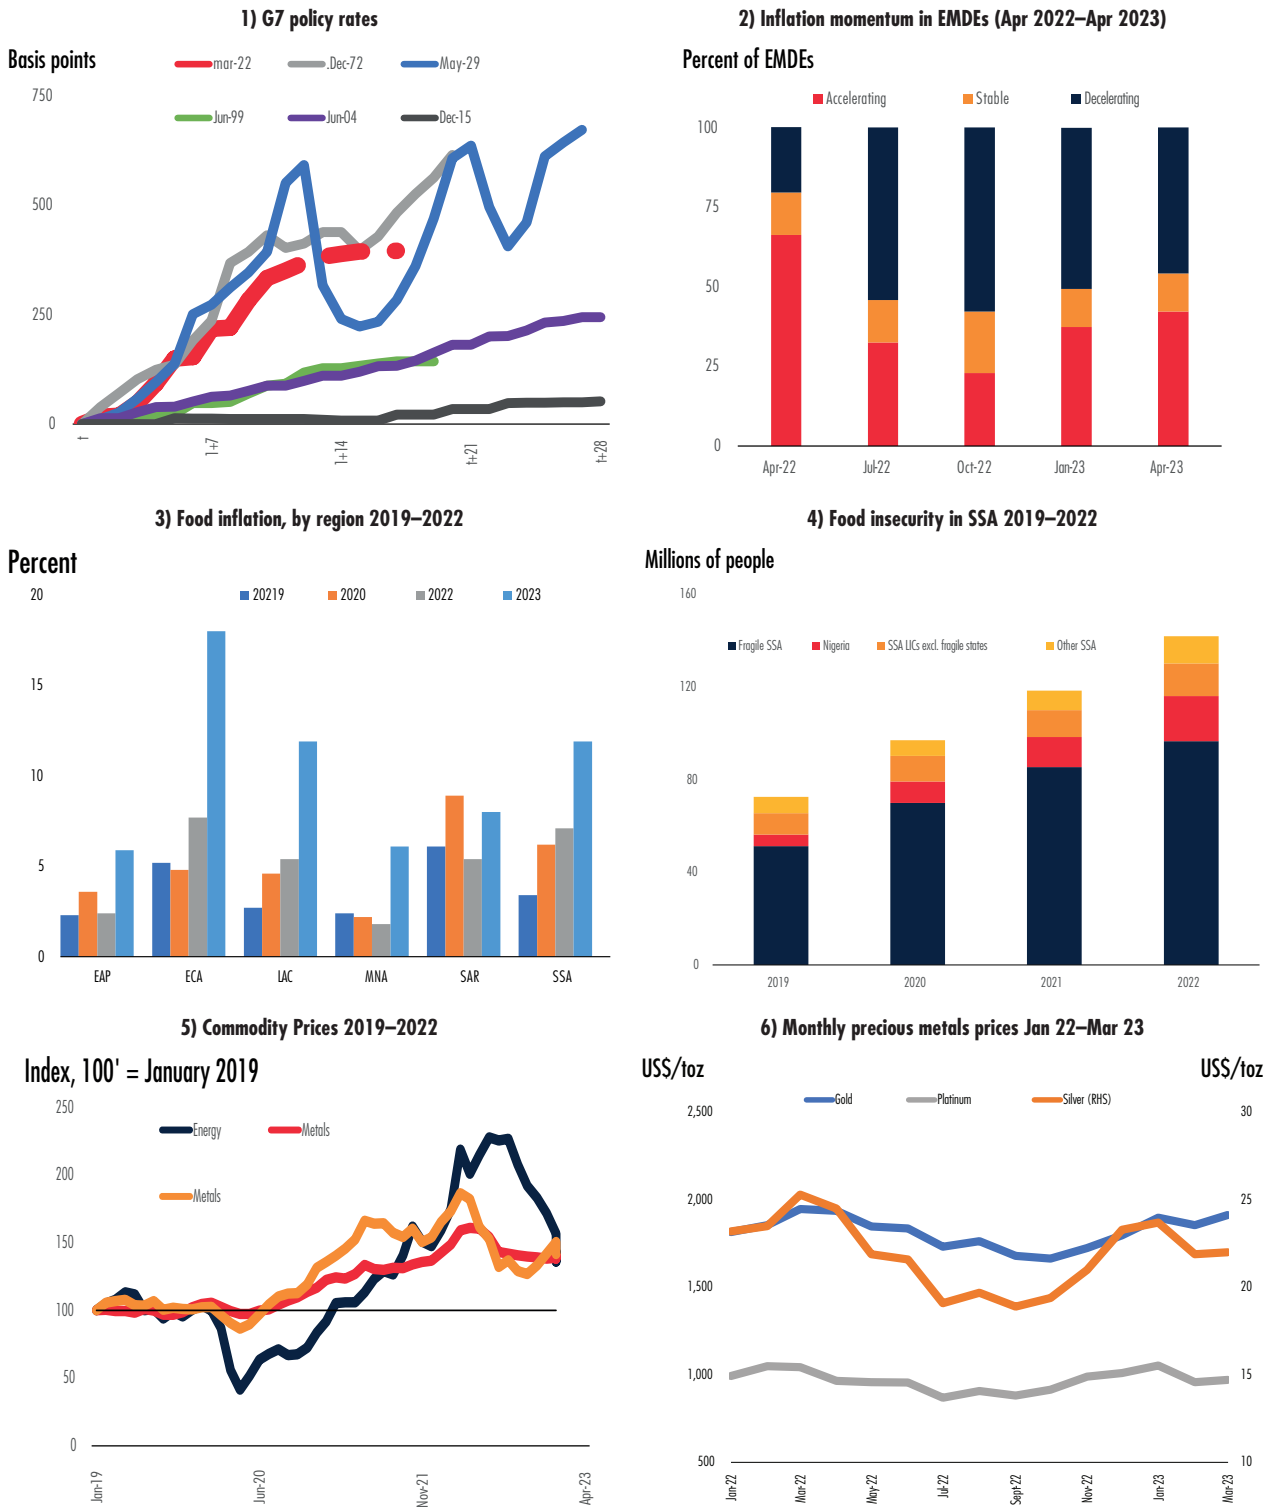 1) G7 policy rates
Basis points
mar-22
.Dec-72
May-29
750
Jun-99
Jun-04
Dec-15
500
250
0
t
1+7
1+14
t+21
t+28
2) Inflation momentum in EMDEs (Apr 2022–Apr 2023)
Percent of EMDEs
Accelerating
Stable
Decelerating
100
75
50
25
0
Apr-22
Jul-22
Oct-22
Jan-23
Apr-23
3) Food inflation, by region 2019–2022
Percent
20
20219
2020
2022
2023
15
10
5
0
EAP
ECA
LAC
MNA
SAR
SSA
4) Food insecurity in SSA 2019–2022
Millions of people
160
Fragile SSA
Nigeria
SSA LICs excl. fragile states
Other SSA
120
80
40
0
2019
2020
2021
2022
5) Commodity Prices 2019–2022
Index, 100' = January 2019
250
Energy
Metals
200
Metals
150
100
50
0
Jan-19
Jun-20
Nov-21
Apr-23
6) Monthly precious metals prices Jan 22–Mar 23
US$/toz
US$/toz
Gold
Platinum
Silver (RHS)
2,500
30
2,000
25
1,500
20
1,000
15
500
10
Jan-22
Mar-22
May-22
Jul-22
Sept-22
Nov-22
Jan-23
Mar-23